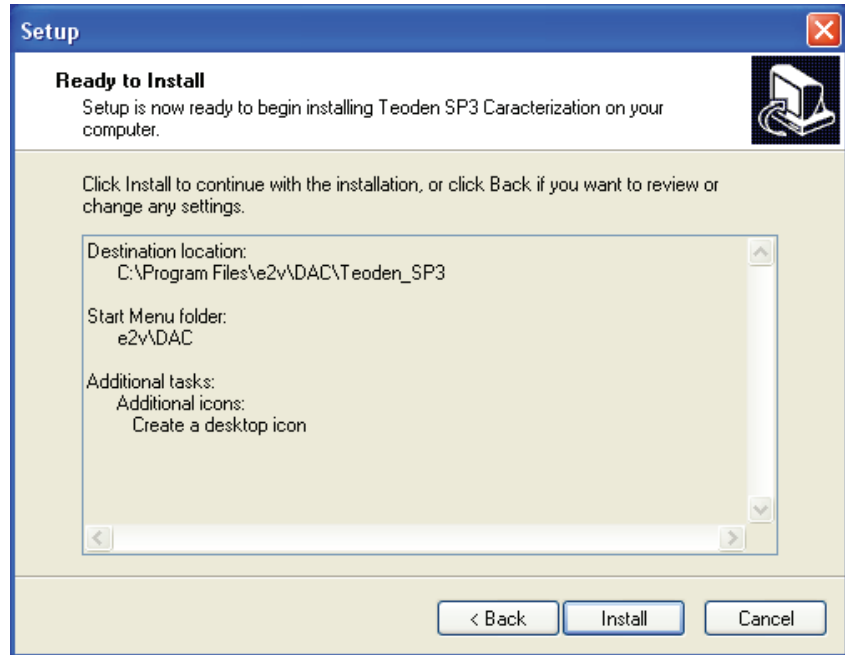 Setup
Ready to Install
Setup is now ready to begin installing Teoden SP3 Caracterization on your
computer.
Click Install to continue with the installation, or click Back if you want to review or
change any settings.
Destination location:
C:\Program Files\e2v\DAC\Teoden_SP3
Start Menu folder:
e2v\DAC
Additional tasks:
Additional icons:
Create a desktop icon
< Back
Install
Cancel